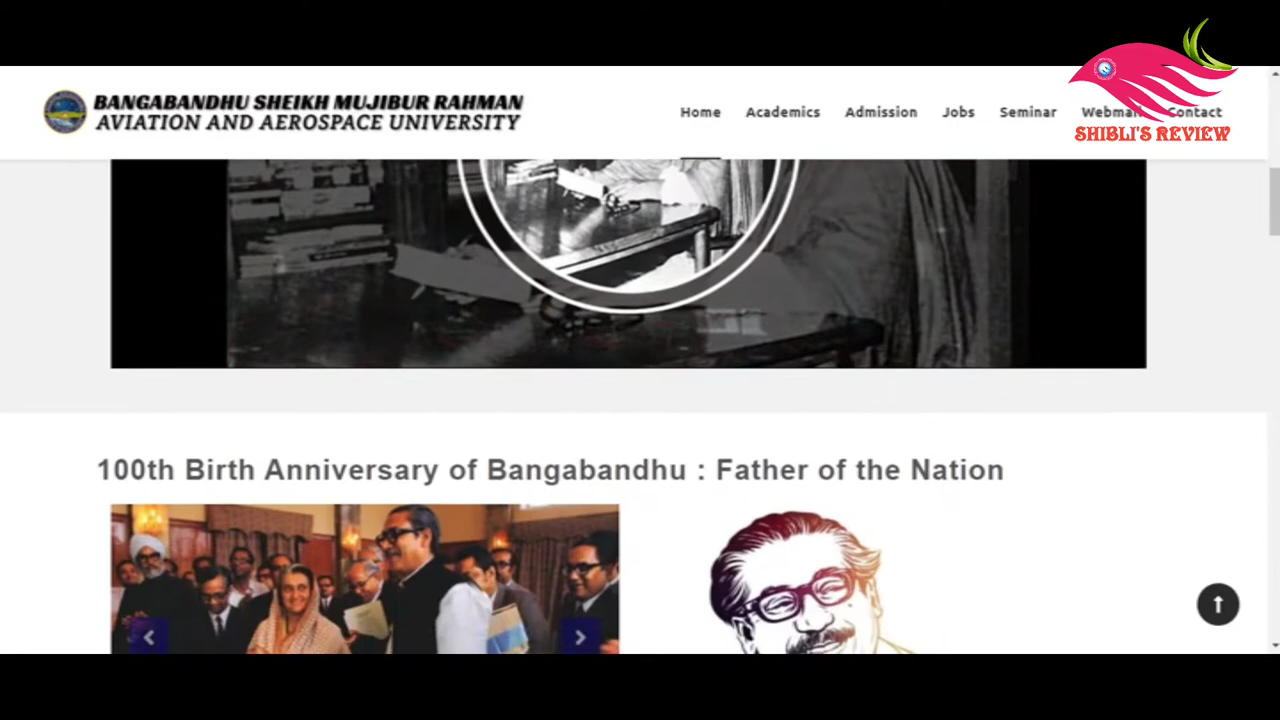 BANGABANDHU SHEIKH MUJIBUR RAHMAN
AVIATION AND AEROSPACE UNIVERSITY
Home Academics Admission Jobs Seminar Contact
SHIBLI'S REVIEW
100th Birth Anniversary of Bangabandhu : Father of the Nation